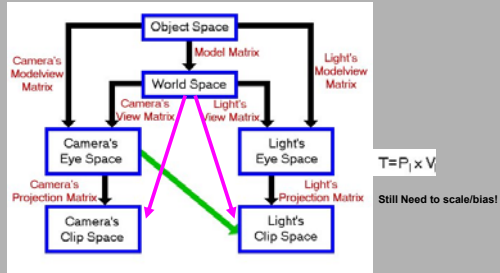 Object Space
Model Matrix
Camera's
Modelview
Matrix
Light's
Modelview
Matrix
World Space
Camera's
View Matrix
Light's
View Matrix
Camera's
Eye Space
Light's
Eye Space
Camera's
Projection Matrix
Light's
Projection Matrix
Camera's
Clip Space
Light's
Clip Space
T=Pₗ x Vₗ
Still Need to scale/bias!